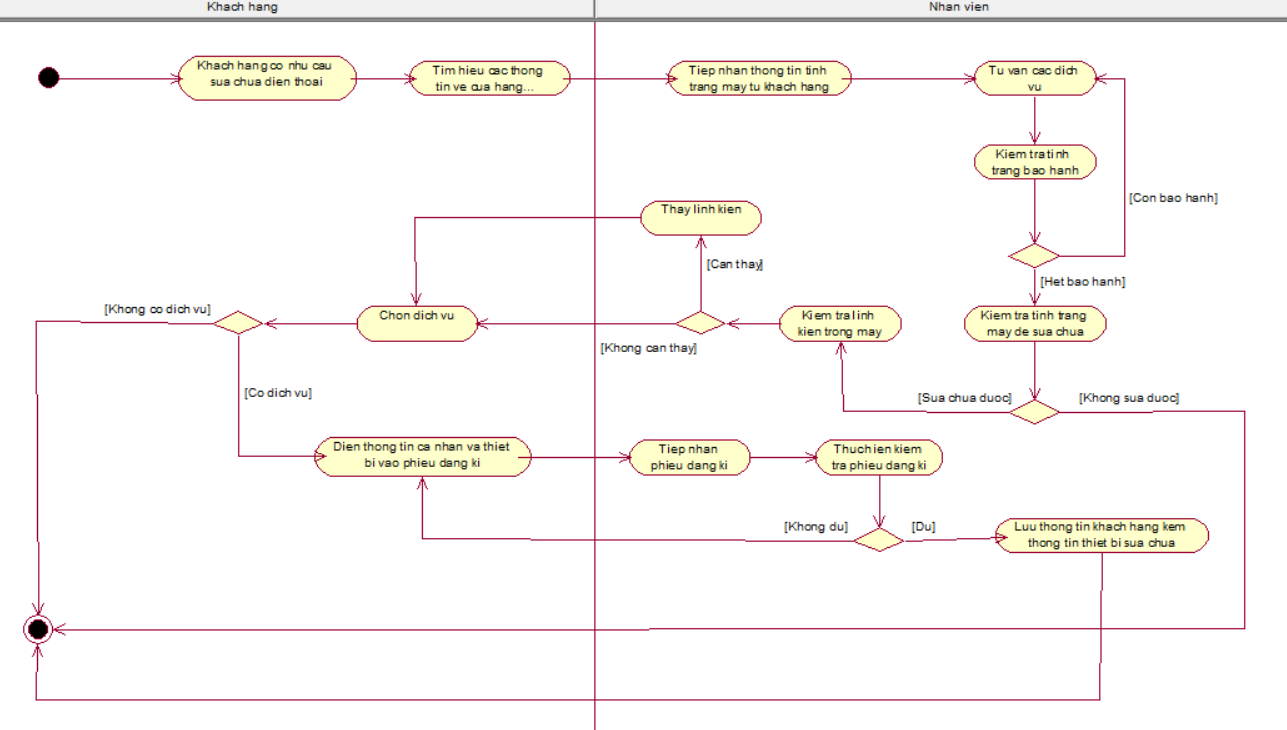 Khach hang
Nhan vien
Khach hang co nhu cau
sua chua dien thoai
Tim hieu cac thong
tin ve cua hang...
Tiep nhan thong tin tinh
trang may tu khach hang
Tu van cac dich
vu
Kiem tra tinh
trang bao hanh
[Con bao hanh]
Thay linh kien
[Can thay]
[Het bao hanh]
[Khong co dich vu]
Chon dich vu
Kiem tra linh
kien trong may
Kiem tra tinh trang
may de sua chua
[Khong can thay]
[Co dich vu]
[Sua chua duoc]
[Khong sua duoc]
Dien thong tin ca nhan va thiet
bi vao phieu dang ki
Tiep nhan
phieu dang ki
Thuc hien kiem
tra phieu dang ki
[Khong du]
[Du]
Luu thong tin khach hang kem
thong tin thiet bi sua chua